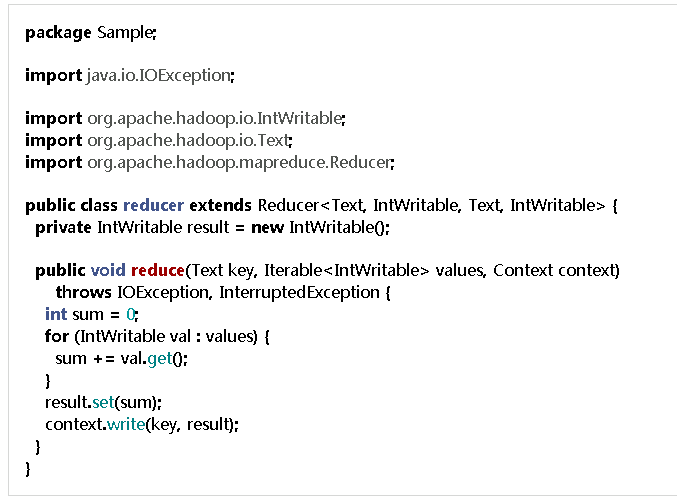 package Sample;
import java.io.IOException;
import org.apache.hadoop.io.IntWritable;
import org.apache.hadoop.io.Text;
import org.apache.hadoop.mapreduce.Reducer;
public class reducer extends Reducer<Text, IntWritable, Text, IntWritable> {
private IntWritable result = new IntWritable();
public void reduce(Text key, Iterable<IntWritable> values, Context context)
throws IOException, InterruptedException {
int sum = 0;
for (IntWritable val : values) {
sum += val.get();
}
result.set(sum);
context.write(key, result);
}
}